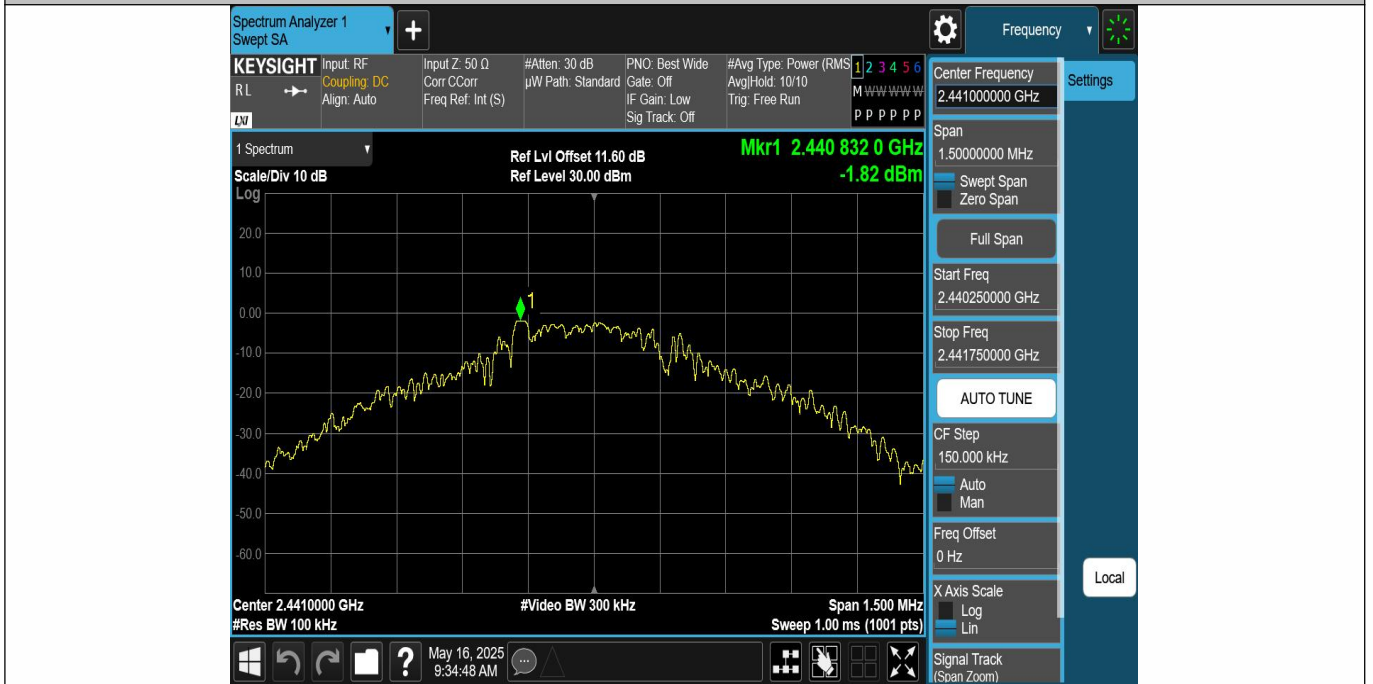 Spectrum Analyzer 1
Swept SA
+
Frequency
KEYSIGHT
RL
LXI
Input: RF
Coupling: DC
Align: Auto
Input Z: 50 Ω
Corr CCorr
Freq Ref: Int (S)
#Atten: 30 dB
µW Path: Standard
PNO: Best Wide
Gate: Off
IF Gain: Low
Sig Track: Off
#Avg Type: Power (RMS
Avg|Hold: 10/10
Trig: Free Run
1 2 3 4 5 6
M W W W W W
P P P P P P
1 Spectrum
Scale/Div 10 dB
Ref Lvl Offset 11.60 dB
Ref Level 30.00 dBm
Mkr1 2.440 832 0 GHz
-1.82 dBm
Log
20.0
10.0
0.00
-10.0
-20.0
-30.0
-40.0
-50.0
-60.0
1
Center 2.4410000 GHz
#Res BW 100 kHz
#Video BW 300 kHz
Span 1.500 MHz
Sweep 1.00 ms (1001 pts)
Center Frequency
2.441000000 GHz
Settings
Span
1.50000000 MHz
Swept Span
Zero Span
Full Span
Start Freq
2.440250000 GHz
Stop Freq
2.441750000 GHz
AUTO TUNE
CF Step
150.000 kHz
Auto
Man
Freq Offset
0 Hz
X Axis Scale
Log
Lin
Local
Signal Track
(Span Zoom)
?
May 16, 2025
9:34:48 AM